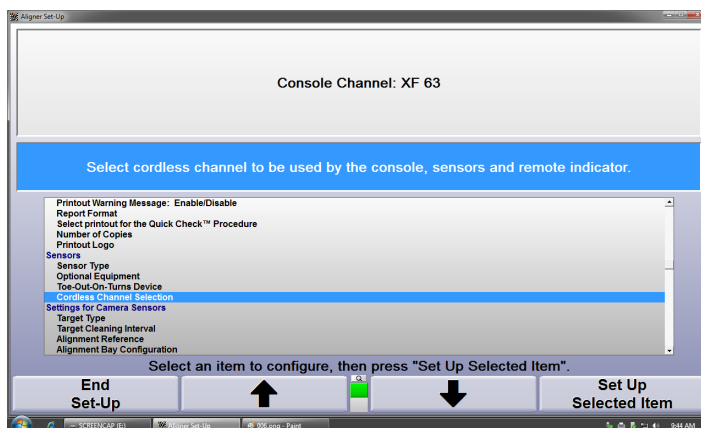 Aligner Set-Up
Console Channel: XF 63
Select cordless channel to be used by the console, sensors and remote indicator.
Printout Warning Message: Enable/Disable
Report Format
Select printout for the Quick Check™ Procedure
Number of Copies
Printout Logo
Sensors
Sensor Type
Optional Equipment
Toe-Out-On-Turns Device
Cordless Channel Selection
Settings for Camera Sensors
Target Type
Target Cleaning Interval
Alignment Reference
Alignment Bay Configuration
Select an item to configure, then press "Set Up Selected Item".
End
Set-Up
Set Up
Selected Item
SCREENCAP (E:) Aligner Set-Up 006.png - Paint 9:44 AM